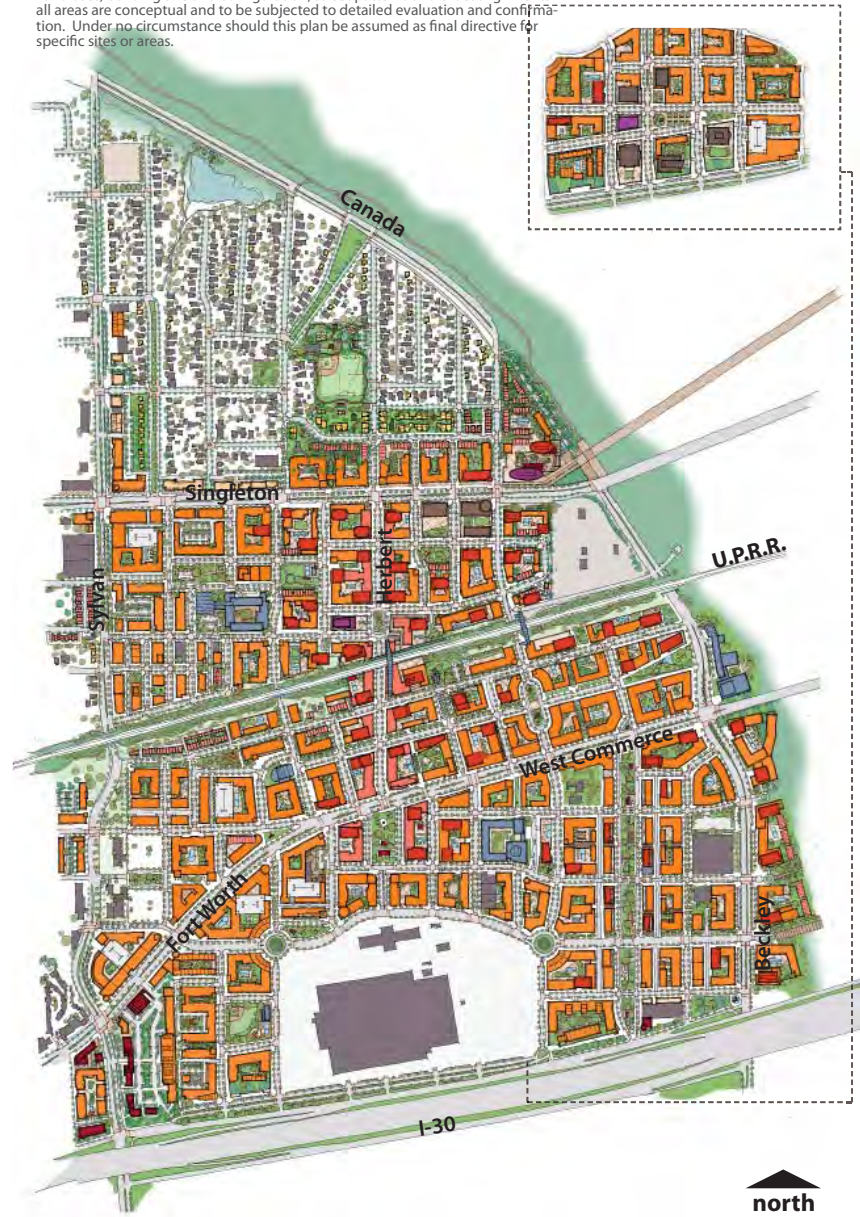 all areas are conceptual and to be subjected to detailed evaluation and confirma-
tion.  Under no circumstance should this plan be assumed as final directive for
specific sites or areas.
Canada
Singleton
Herbert
Sylvan
U.P.R.R.
West Commerce
Fort Worth
Beckley
I-30
north